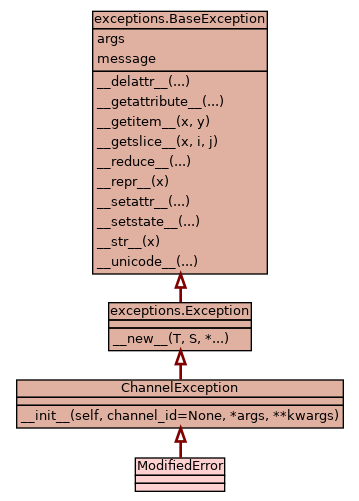 exceptions.BaseException
args
message
__delattr__(...)
__getattribute__(...)
__getitem__(x, y)
__getslice__(x, i, j)
__reduce__(...)
__repr__(x)
__setattr__(...)
__setstate__(...)
__str__(x)
__unicode__(...)
exceptions.Exception
__new__(T, S, *...)
ChannelException
__init__(self, channel_id=None, *args, **kwargs)
ModifiedError